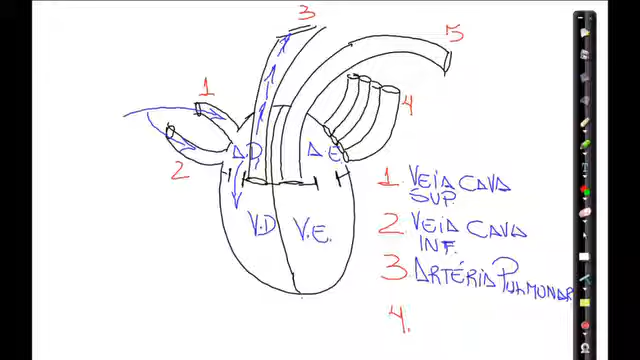 3
5
1
4
2
A.D
A.E.
V.D
V.E.
1. VEIA CAVA
SUP.
2 VEIA CAVA
INF.
3 ARTÉRIA PULMONAR
4.